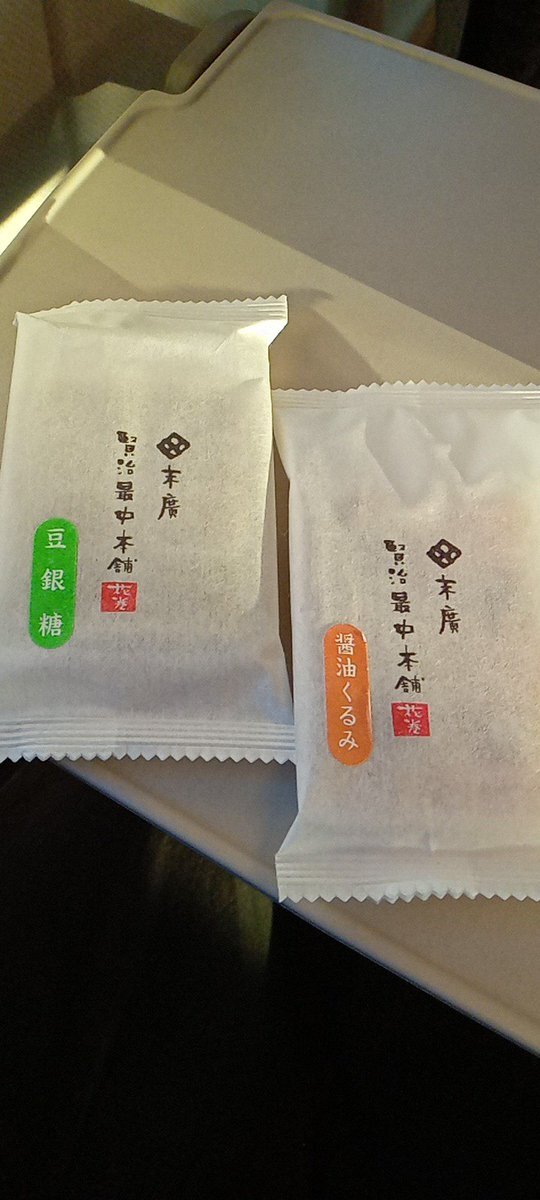 末廣
賢治最中本舗
花巻
豆銀糖
末廣
賢治最中本舗
花巻
醤油くるみ